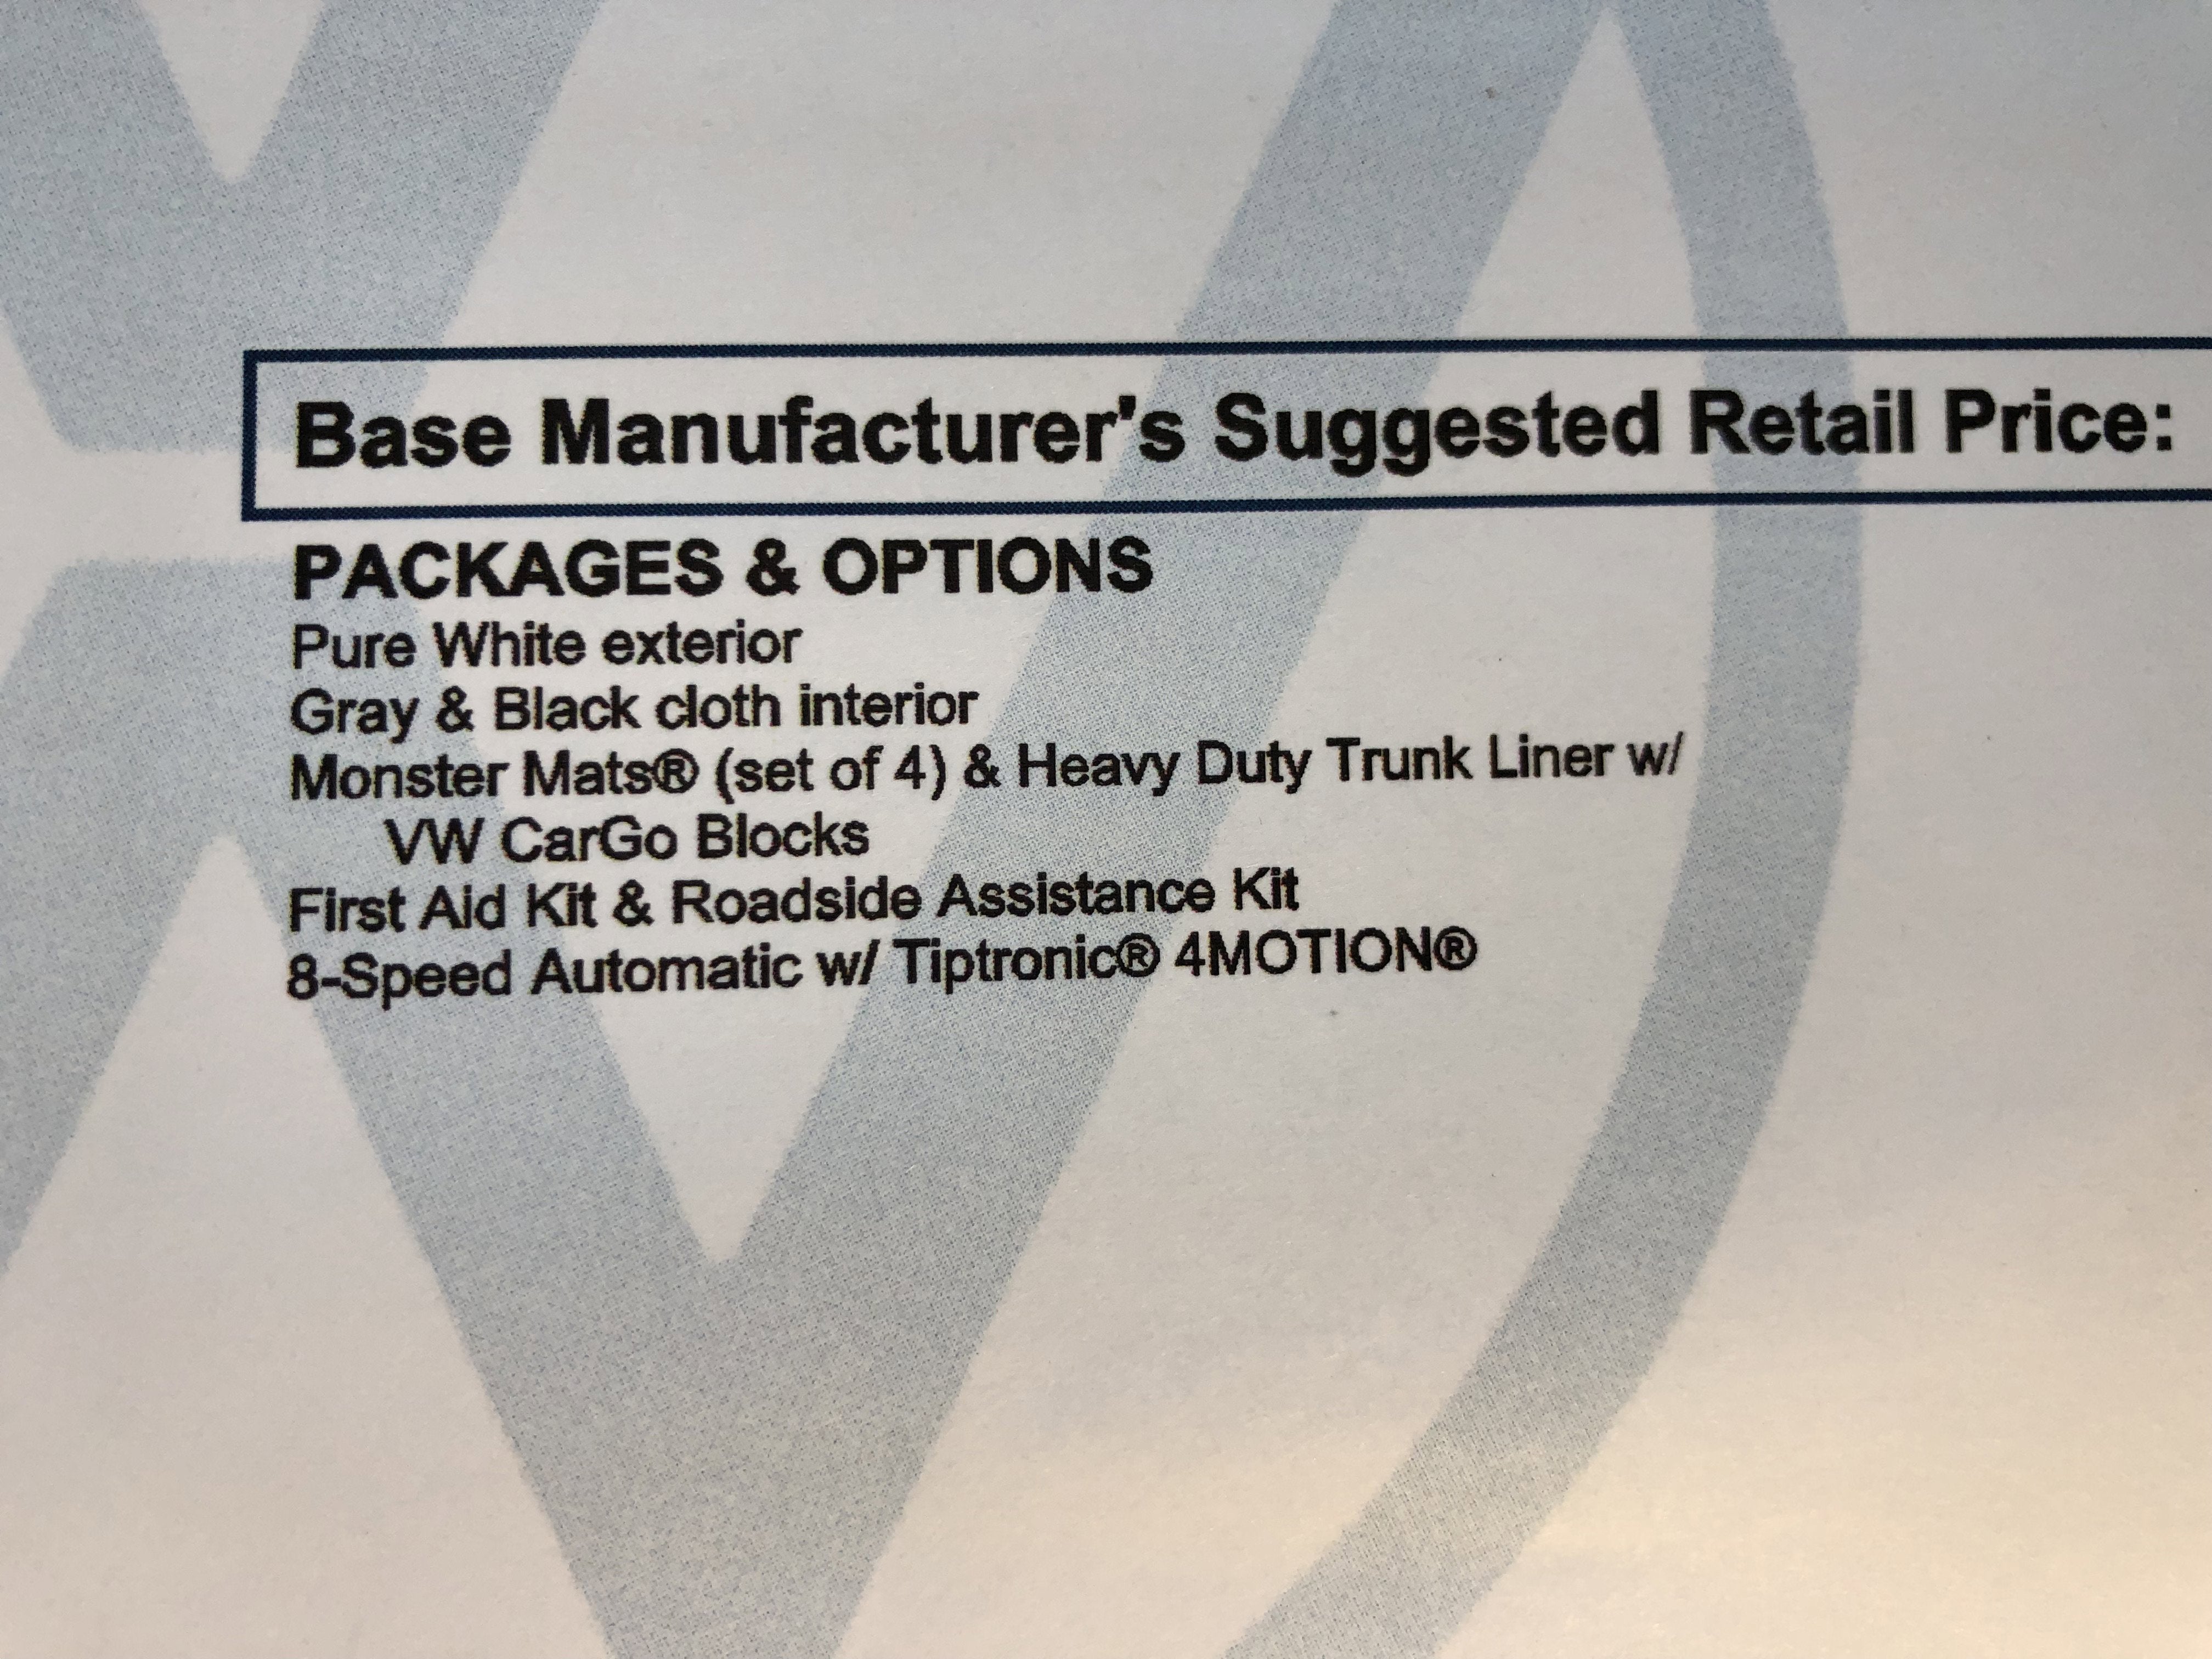 Base Manufacturer's Suggested Retail Price:
PACKAGES & OPTIONS
Pure White exterior
Gray & Black cloth interior
Monster Mats® (set of 4) & Heavy Duty Trunk Liner w/
VW CarGo Blocks
First Aid Kit & Roadside Assistance Kit
8-Speed Automatic w/ Tiptronic® 4MOTION®